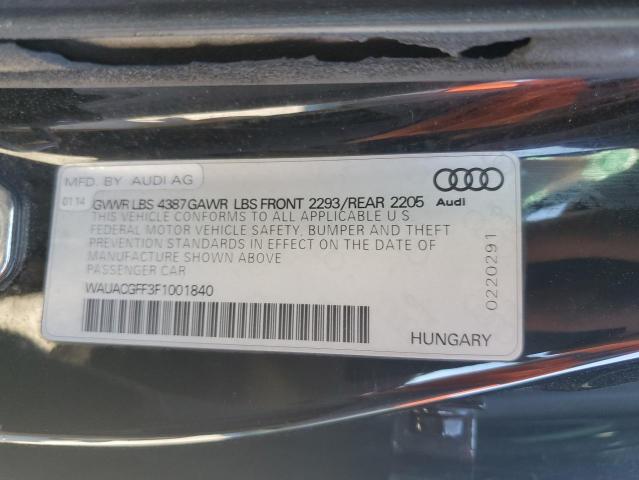 MFD. BY AUDI AG
01 14 GVWR LBS 4387 GAWR LBS FRONT 2293/REAR 2205
Audi
THIS VEHICLE CONFORMS TO ALL APPLICABLE U S
FEDERAL MOTOR VEHICLE SAFETY, BUMPER AND THEFT
PREVENTION STANDARDS IN EFFECT ON THE DATE OF
MANUFACTURE SHOWN ABOVE
PASSENGER CAR
WAUACGFF3F1001840
HUNGARY
0220291